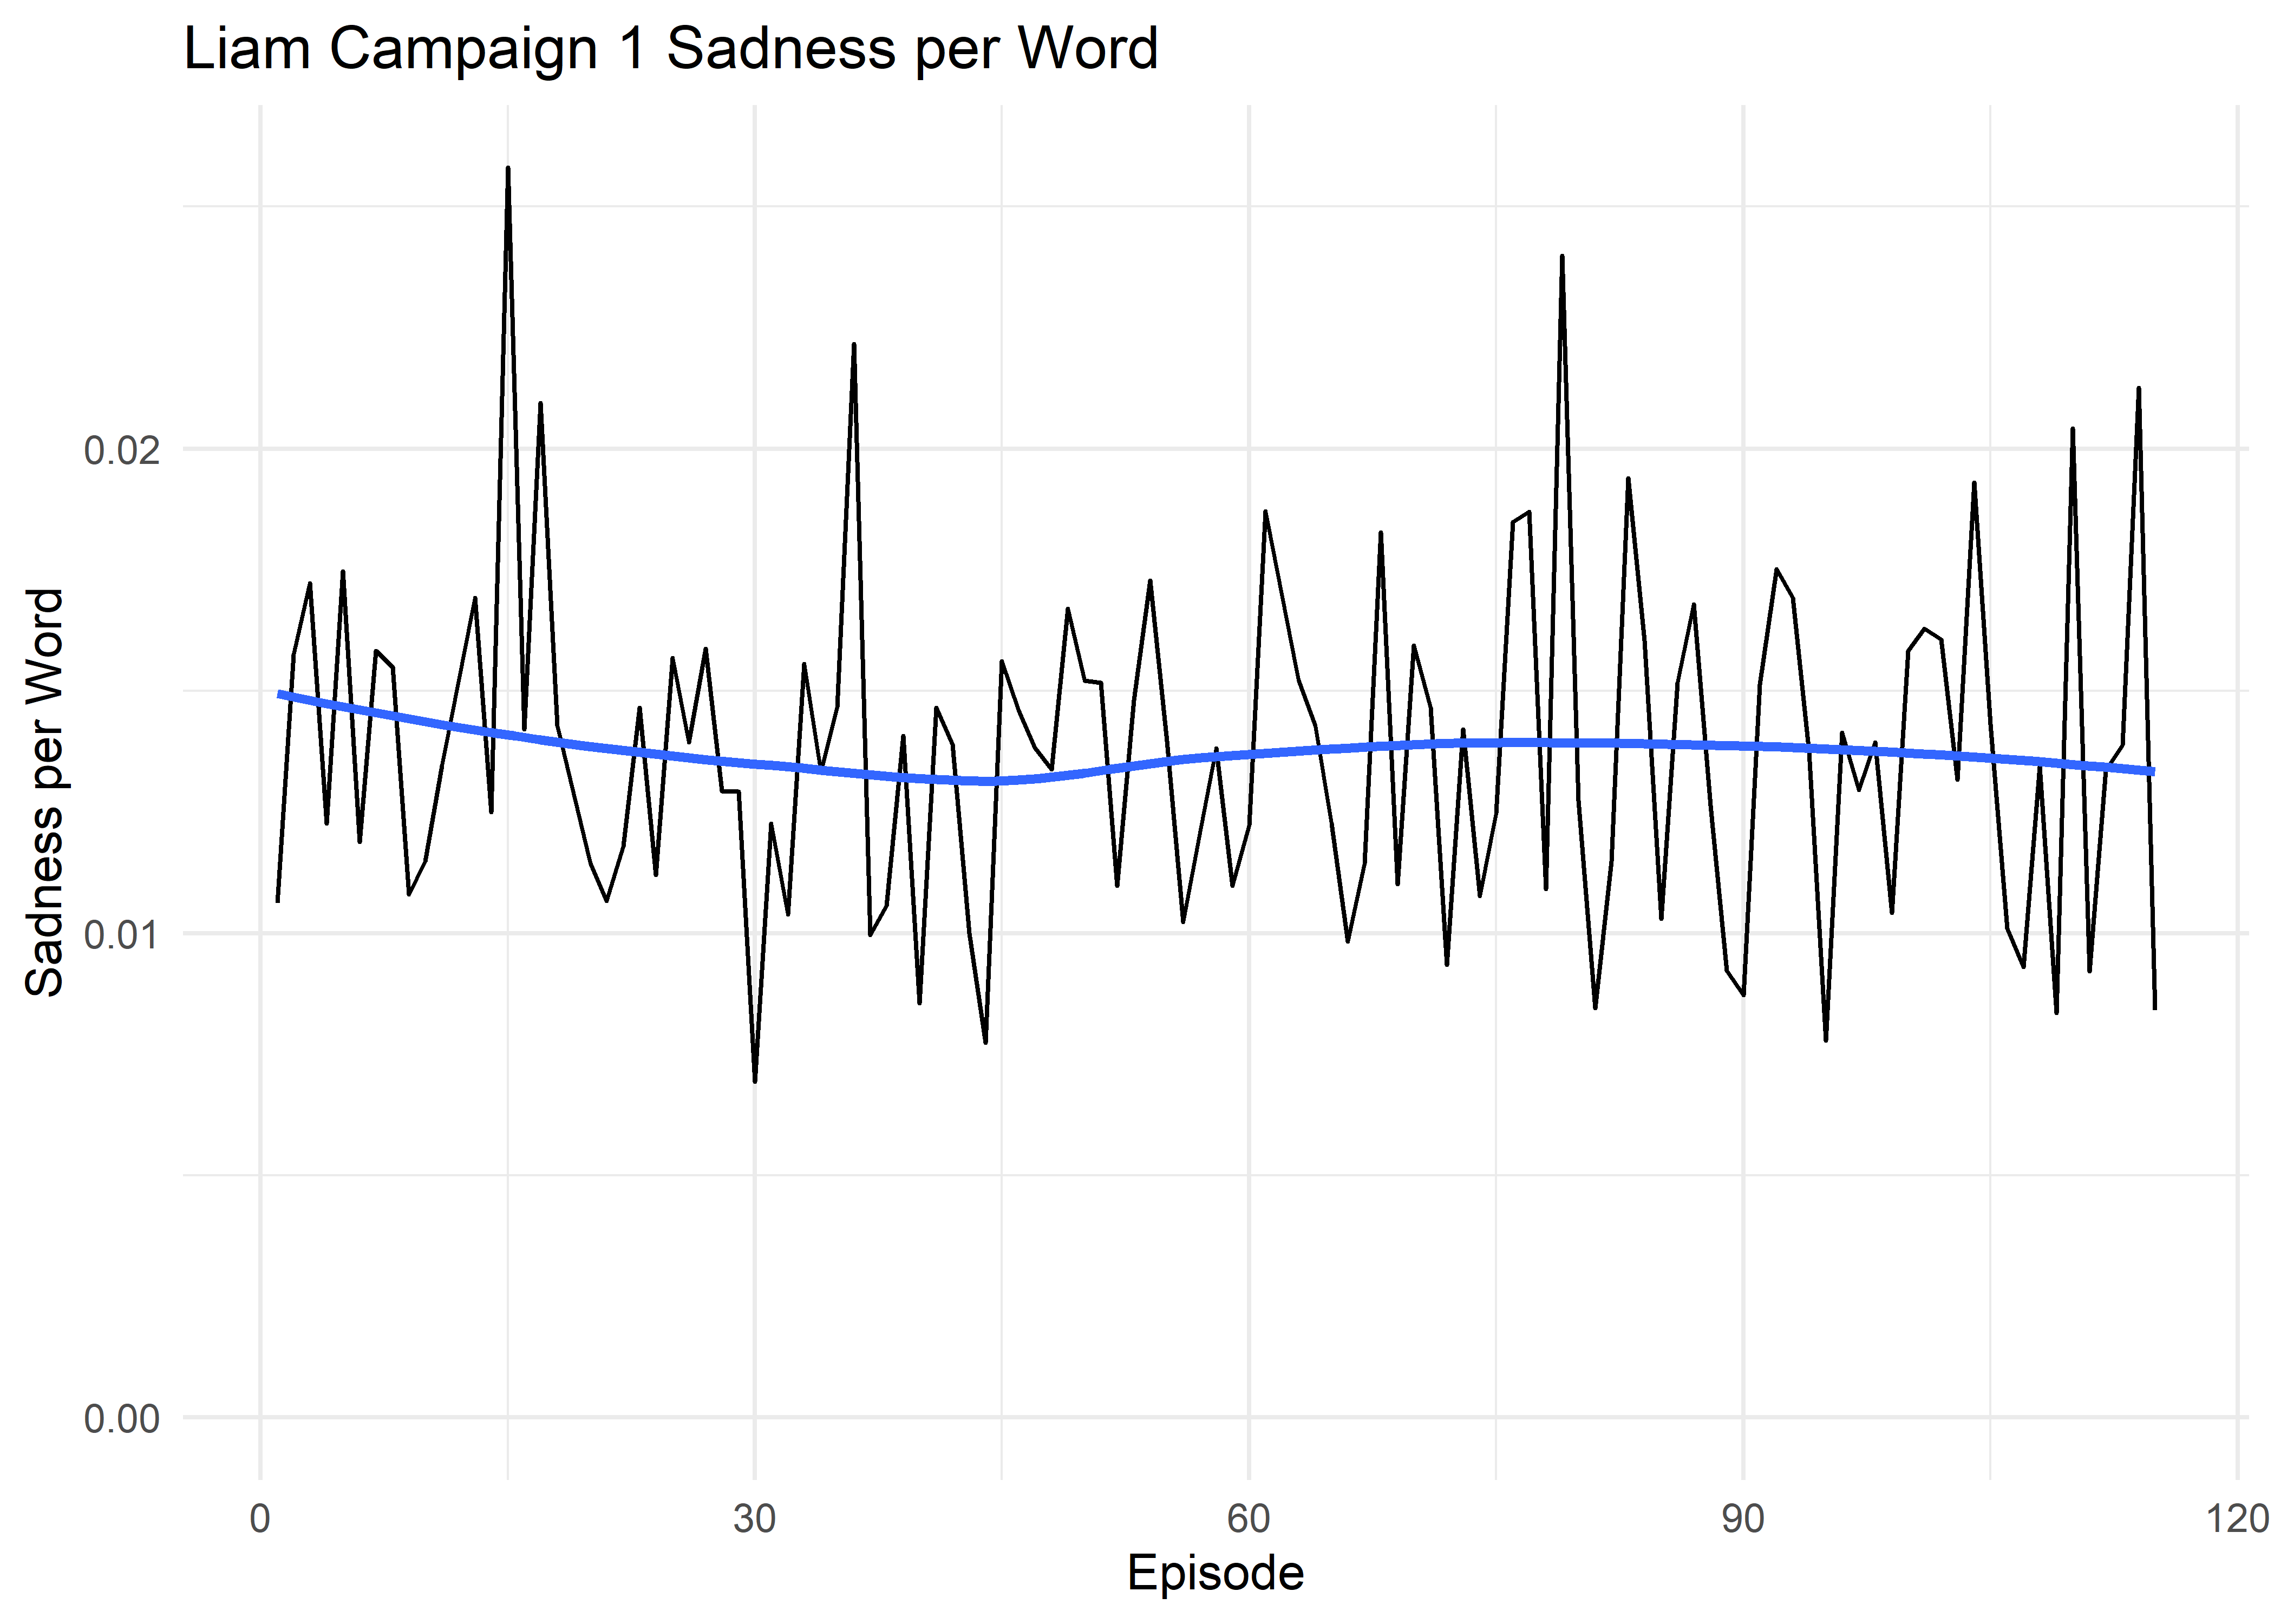 Liam Campaign 1 Sadness per Word
Sadness per Word
0.02
0.01
0.00
0 30 60 90 120
Episode